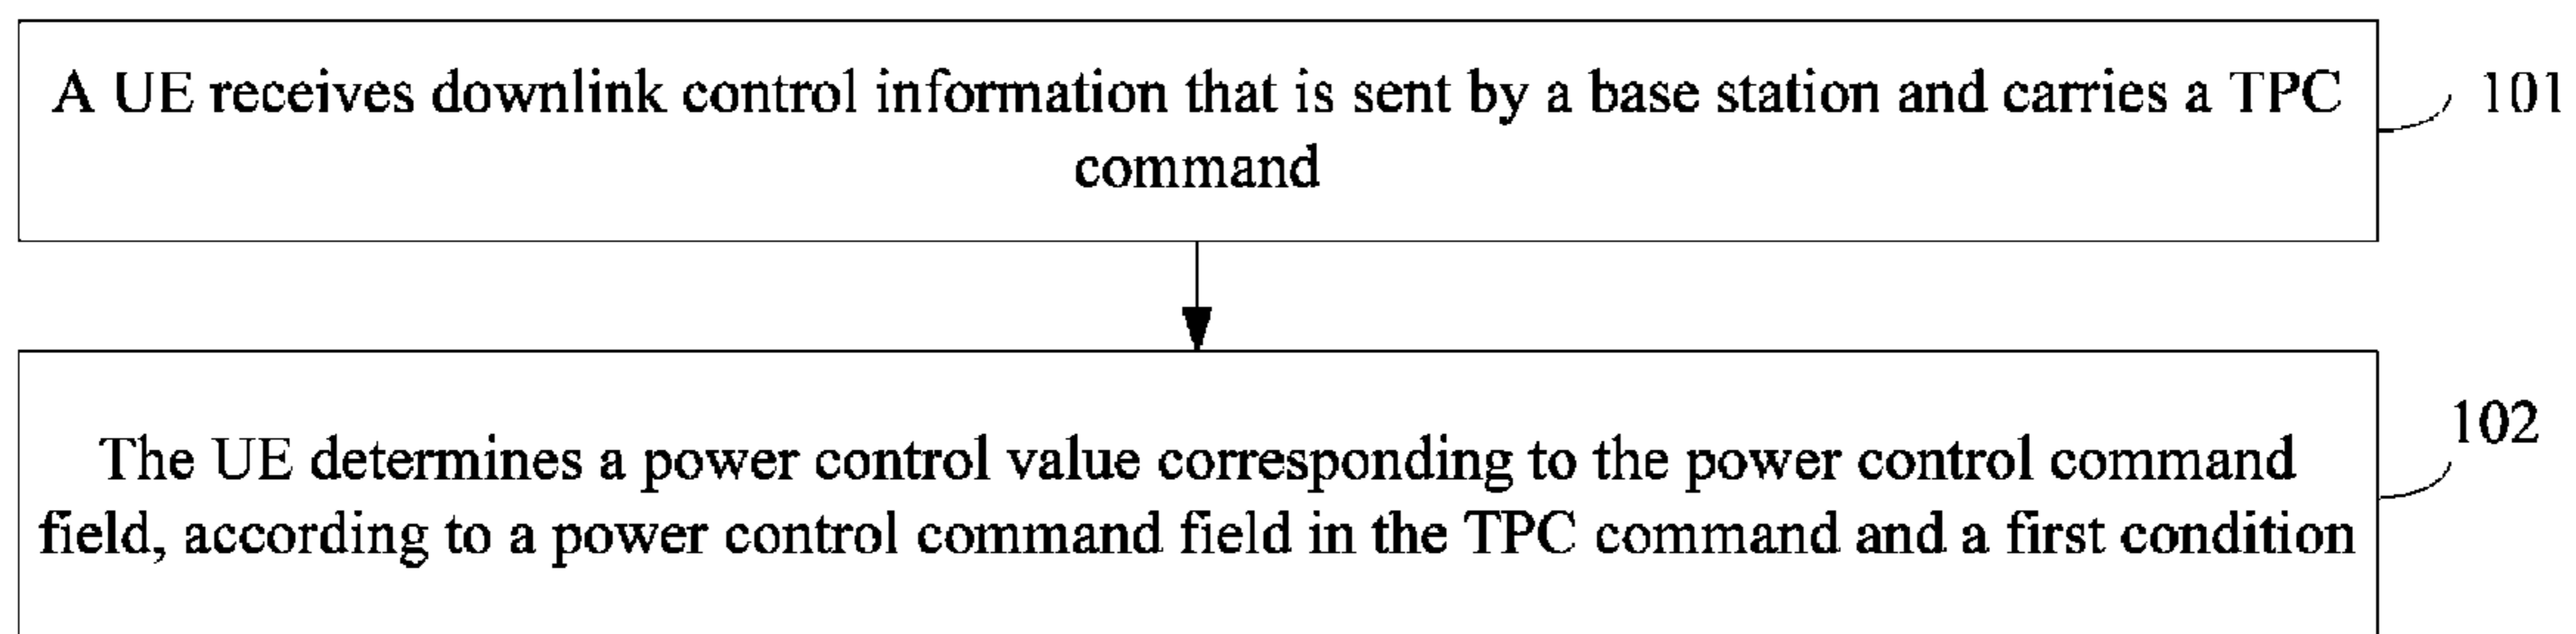 A UE receives downlink control information that is sent by a base station and carries a TPC
command
101
The UE determines a power control value corresponding to the power control command
field, according to a power control command field in the TPC command and a first condition
102